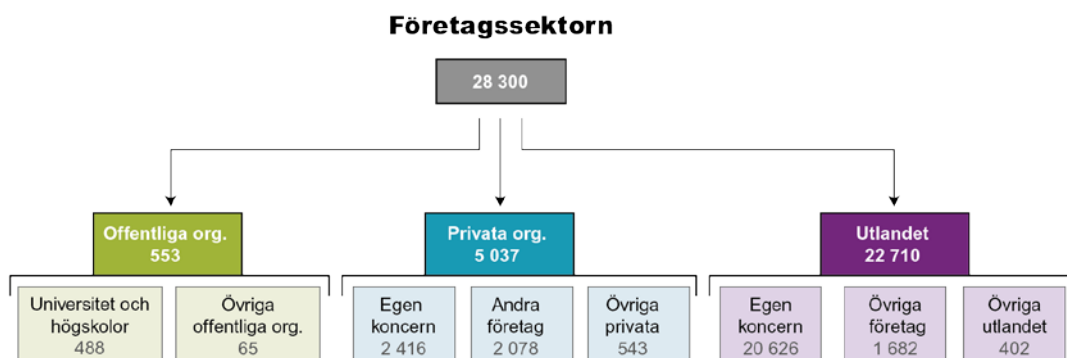 Företagssektorn
28 300
Offentliga org.
553
Privata org.
5 037
Utlandet
22 710
Universitet och
högskolor
488
Övriga
offentliga org.
65
Egen
koncern
2 416
Andra
företag
2 078
Övriga
privata
543
Egen
koncern
20 626
Övriga
företag
1 682
Övriga
utlandet
402